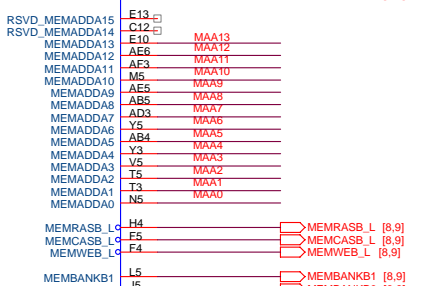 RSVD_MEMADDA15 E13
RSVD_MEMADDA14 C12
MEMADDA13 E10 MAA13
MEMADDA12 AE6 MAA12
MEMADDA11 AF3 MAA11
MEMADDA10 M5 MAA10
MEMADDA9 AE5 MAA9
MEMADDA8 AB5 MAA8
MEMADDA7 AD3 MAA7
MEMADDA6 Y5 MAA6
MEMADDA5 AB4 MAA5
MEMADDA4 Y3 MAA4
MEMADDA3 V5 MAA3
MEMADDA2 T5 MAA2
MEMADDA1 T3 MAA1
MEMADDA0 N5 MAA0
MEMRASB_L H4 MEMRASB_L [8,9]
MEMCASB_L F5 MEMCASB_L [8,9]
MEMWEB_L F4 MEMWEB_L [8,9]
MEMBANKB1 L5 MEMBANKB1 [8,9]